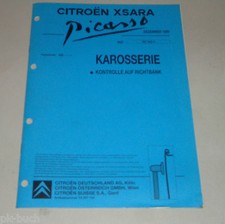 CITROËN XSARA
Picasso
KAROSSERIE
KONTROLLE AUF RICHTBANK
CITROËN DEUTSCHLAND AG, Köln
CITROËN ÖSTERREICH GMBH, Wien
CITROËN SUISSE S.A., Genf